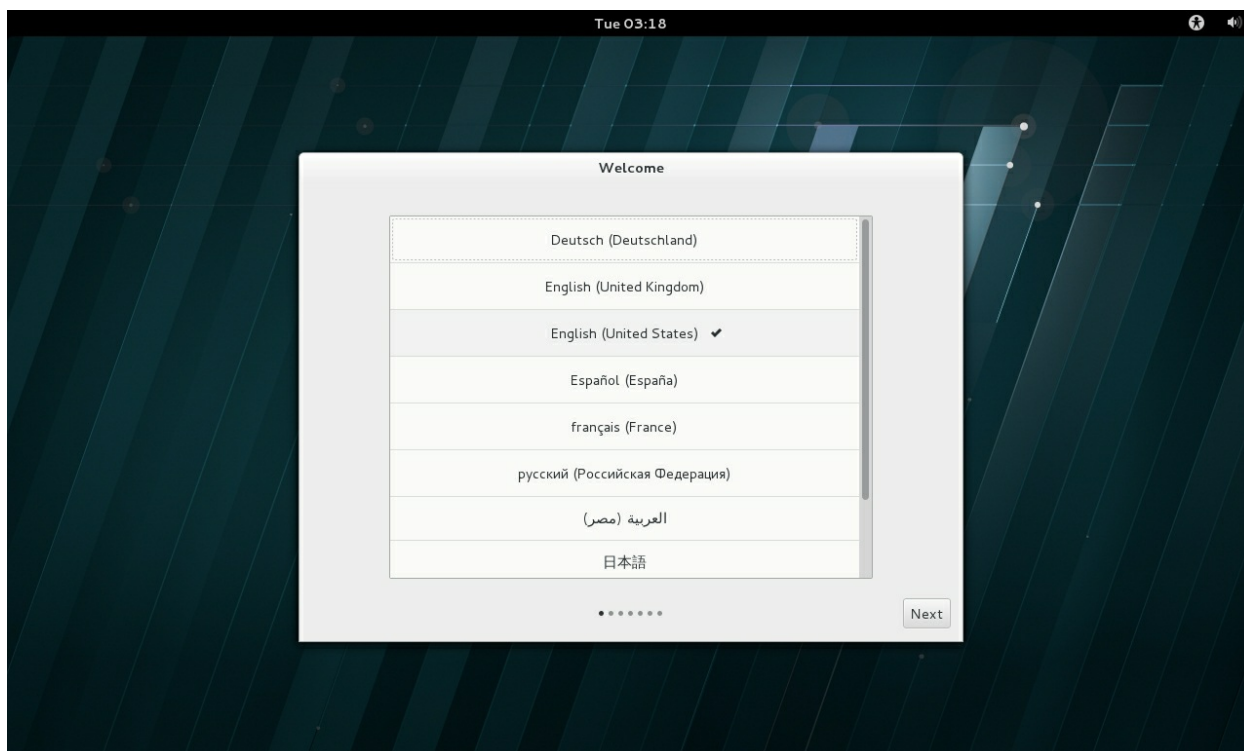 Tue 03:18
Welcome
Deutsch (Deutschland)
English (United Kingdom)
English (United States) ✔
Español (España)
français (France)
русский (Российская Федерация)
العربية (مصر)
日本語
Next